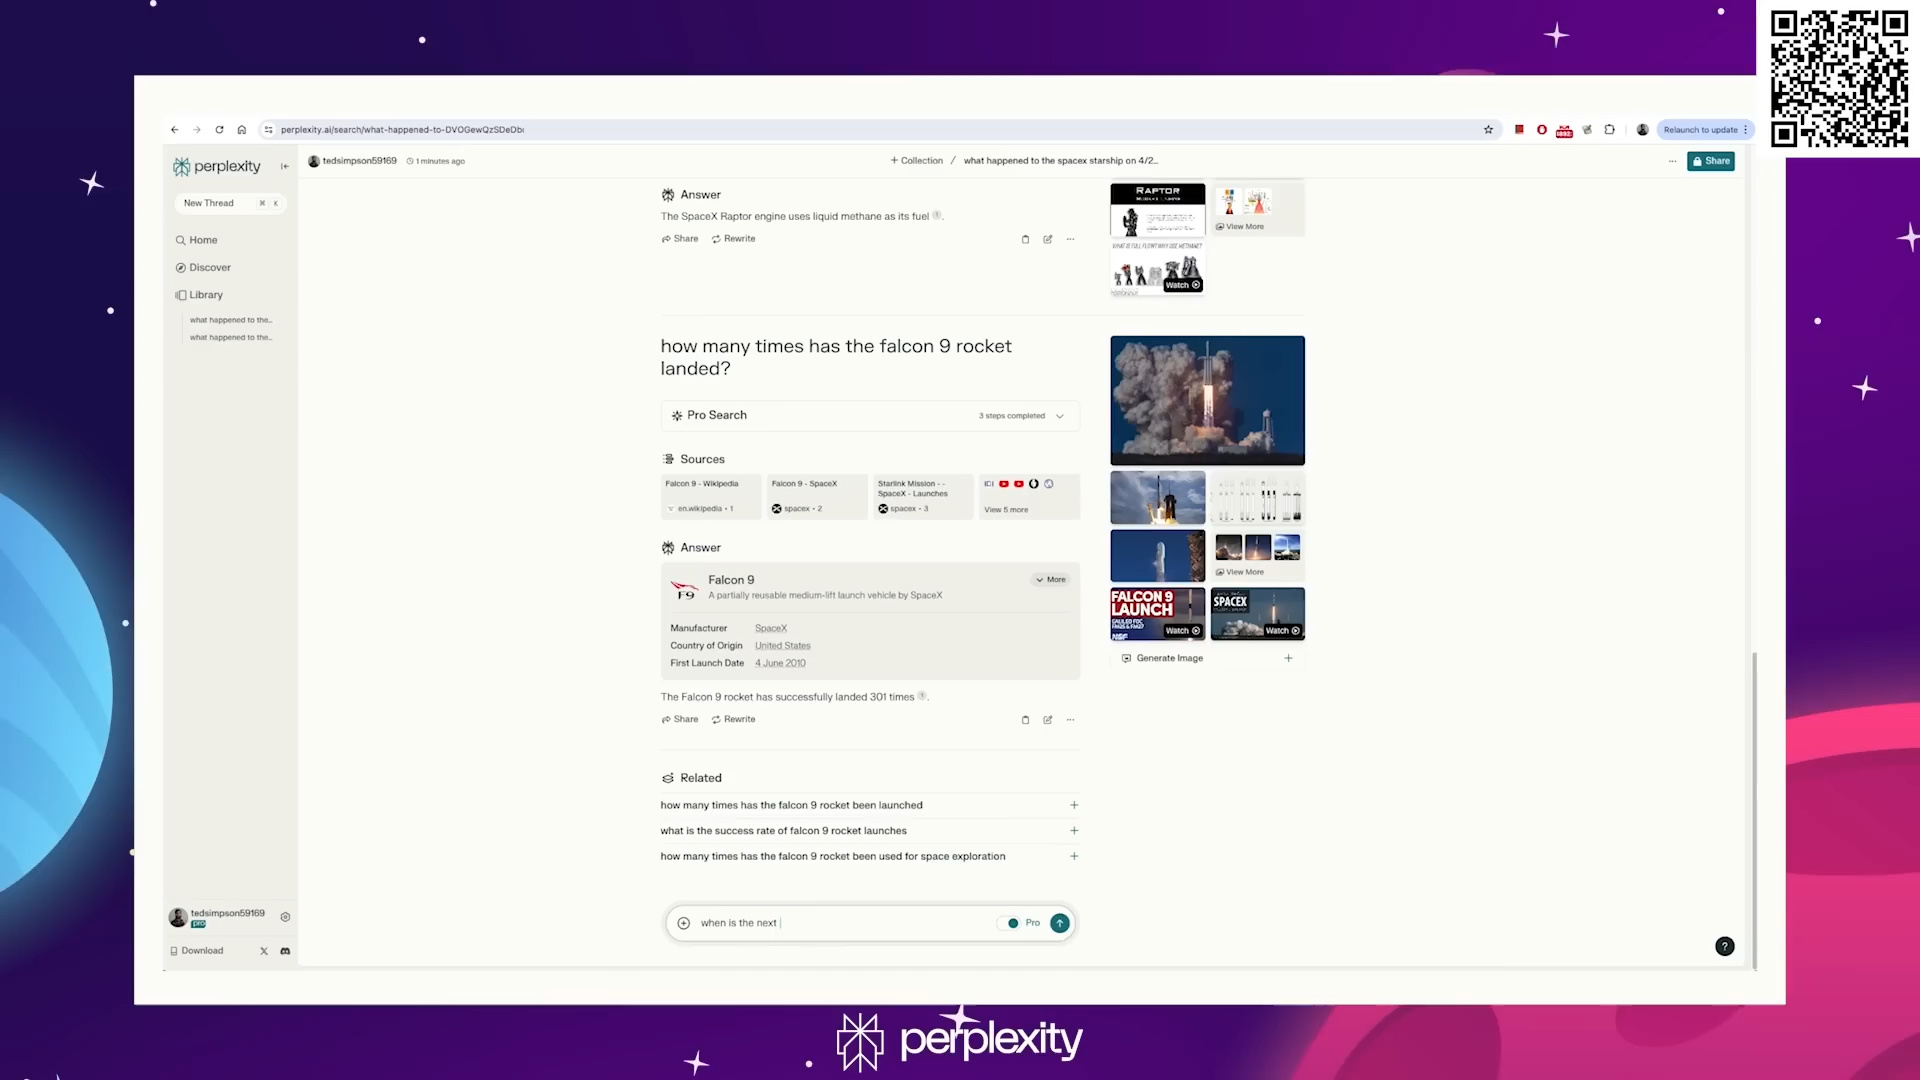 perplexity.ai/search/what-happened-to-DVOGewQzSDeDb
Relaunch to update
perplexity
tedsimpson59169
1 minutes ago
+ Collection / what happened to the spacex starship on 4/2...
Share
New Thread
⌘ K
Home
Discover
Library
what happened to the...
what happened to the...
Answer
The SpaceX Raptor engine uses liquid methane as its fuel
Share
Rewrite
RAPTOR
View More
Watch
how many times has the falcon 9 rocket
landed?
Pro Search
3 steps completed
Sources
Falcon 9 - Wikipedia
en.wikipedia • 1
Falcon 9 - SpaceX
spacex • 2
Starlink Mission - -
SpaceX - Launches
spacex • 3
View 5 more
Answer
F9
Falcon 9
A partially reusable medium-lift launch vehicle by SpaceX
More
Manufacturer SpaceX
Country of Origin United States
First Launch Date 4 June 2010
The Falcon 9 rocket has successfully landed 301 times
Share
Rewrite
View More
FALCON 9
LAUNCH
NSF
Watch
SPACEX
Watch
Generate Image
Related
how many times has the falcon 9 rocket been launched
what is the success rate of falcon 9 rocket launches
how many times has the falcon 9 rocket been used for space exploration
when is the next
Pro
tedsimpson59169
pro
Download
?
perplexity